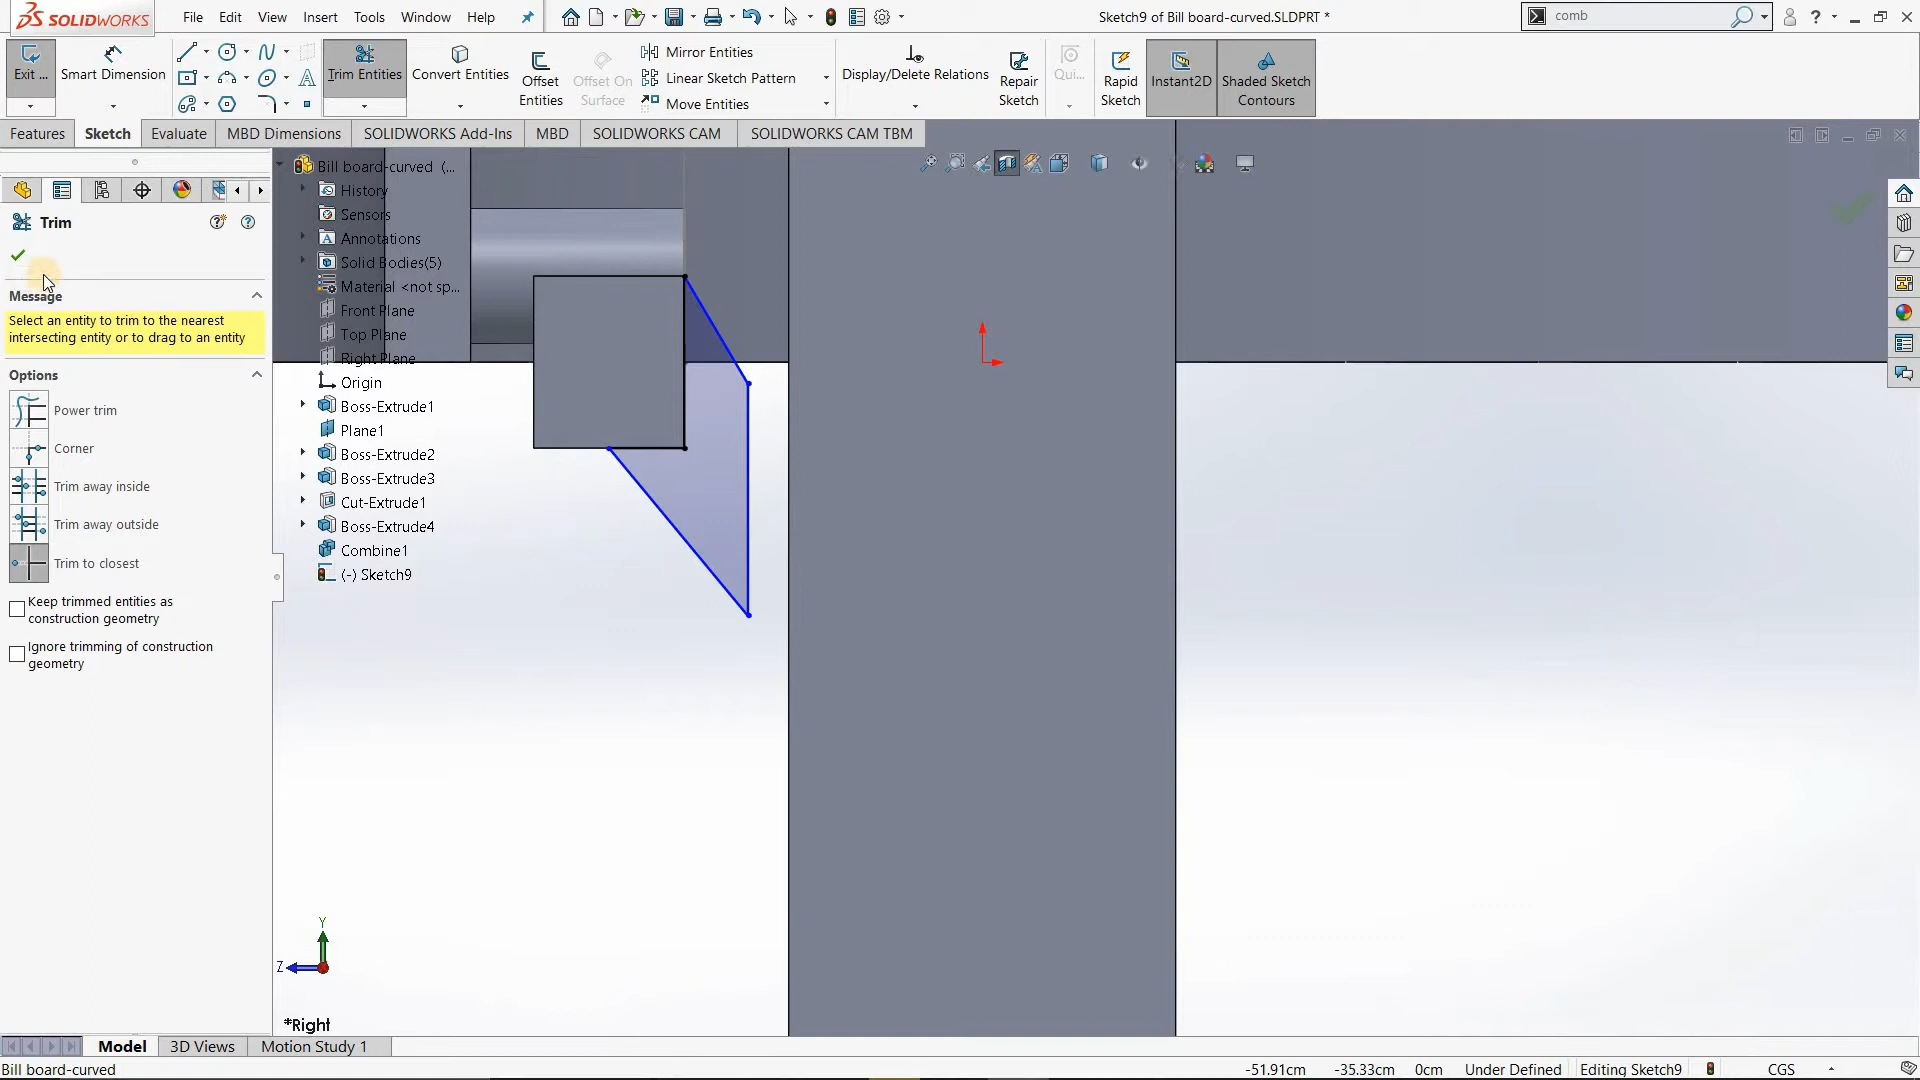 SOLIDWORKS
File Edit View Insert Tools Window Help
Sketch9 of Bill board-curved.SLDPRT *
comb
Exit ...
Smart Dimension
Trim Entities
Convert Entities
Offset
Entities
Offset On
Surface
Mirror Entities
Linear Sketch Pattern
Move Entities
Display/Delete Relations
Repair
Sketch
Qui...
Rapid
Sketch
Instant2D
Shaded Sketch
Contours
Features Sketch Evaluate MBD Dimensions SOLIDWORKS Add-Ins MBD SOLIDWORKS CAM SOLIDWORKS CAM TBM
Trim
Message
Select an entity to trim to the nearest
intersecting entity or to drag to an entity
Options
Power trim
Corner
Trim away inside
Trim away outside
Trim to closest
Keep trimmed entities as
construction geometry
Ignore trimming of construction
geometry
Bill board-curved (...
History
Sensors
Annotations
Solid Bodies(5)
Material <not sp...
Front Plane
Top Plane
Right Plane
Origin
Boss-Extrude1
Plane1
Boss-Extrude2
Boss-Extrude3
Cut-Extrude1
Boss-Extrude4
Combine1
(-) Sketch9
Y
Z
*Right
Model 3D Views Motion Study 1
Bill board-curved
-51.91cm -35.33cm 0cm Under Defined Editing Sketch9 CGS